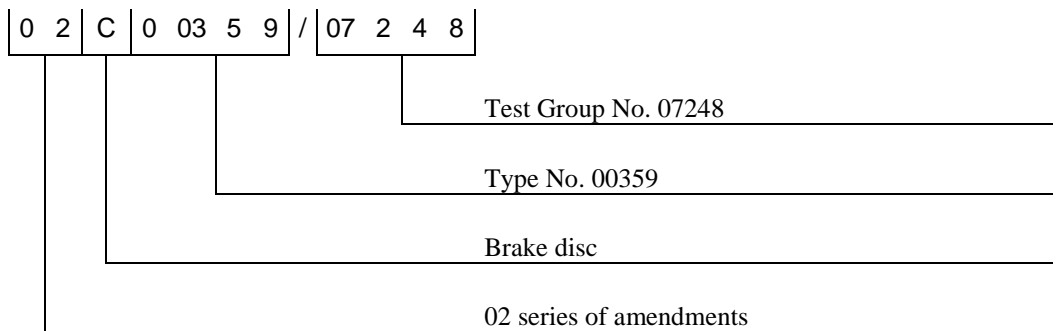 0 2 C 0 03 5 9 / 07 2 4 8
Test Group No. 07248
Type No. 00359
Brake disc
02 series of amendments